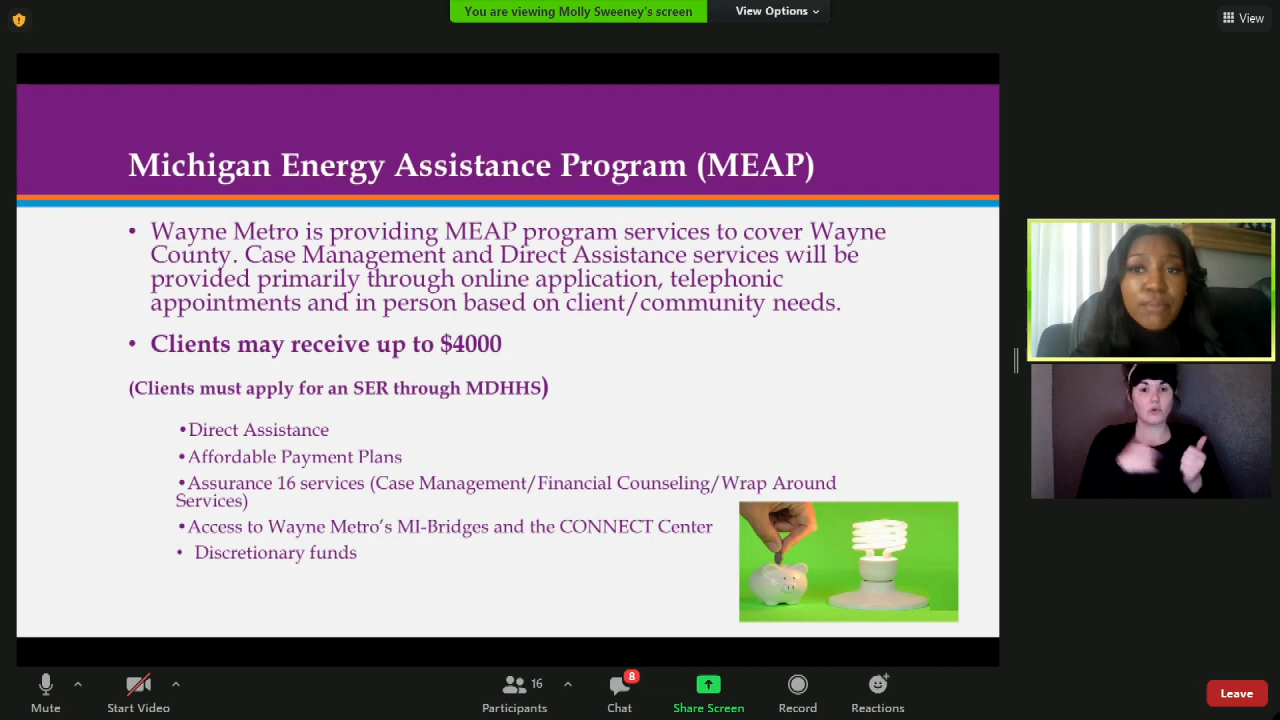 You are viewing Molly Sweeney's screen
View Options
View
Michigan Energy Assistance Program (MEAP)
• Wayne Metro is providing MEAP program services to cover Wayne
County. Case Management and Direct Assistance services will be
provided primarily through online application, telephonic
appointments and in person based on client/community needs.
• Clients may receive up to $4000
(Clients must apply for an SER through MDHHS)
•Direct Assistance
•Affordable Payment Plans
•Assurance 16 services (Case Management/Financial Counseling/Wrap Around
Services)
•Access to Wayne Metro's MI-Bridges and the CONNECT Center
• Discretionary funds
16
8
Mute
Start Video
Participants
Chat
Share Screen
Record
Reactions
Leave